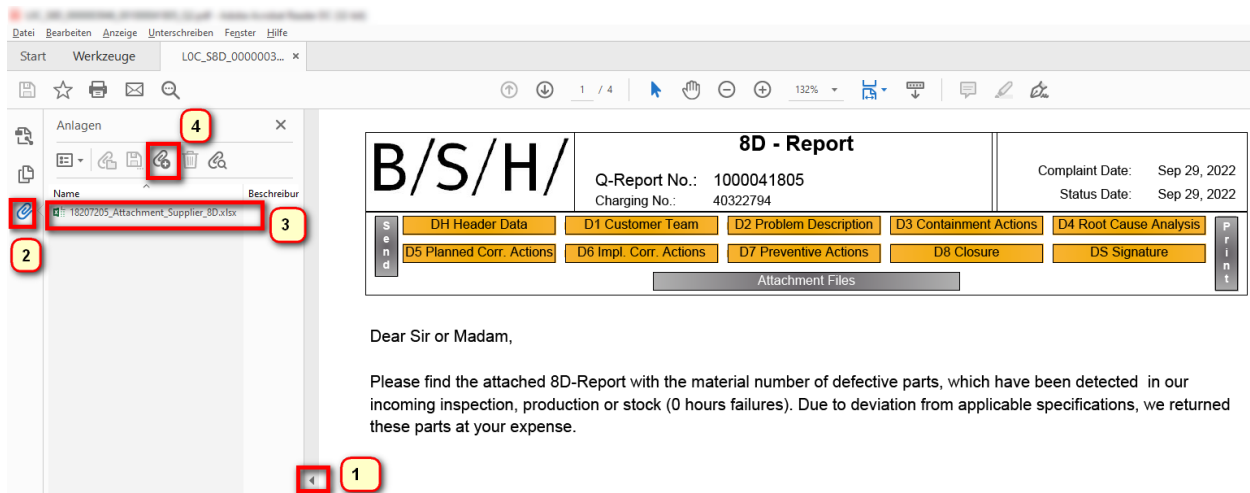 Datei Bearbeiten Anzeige Unterschreiben Fenster Hilfe
Start Werkzeuge L0C_S8D_0000003... ×
1 / 4 132%
Anlagen 4 ×
Name Beschreibur
18207205_Attachment_Supplier_8D.xlsx
3
2
B/S/H/
8D - Report
Q-Report No.: 1000041805
Charging No.: 40322794
Complaint Date: Sep 29, 2022
Status Date: Sep 29, 2022
Send
DH Header Data D1 Customer Team D2 Problem Description D3 Containment Actions D4 Root Cause Analysis
D5 Planned Corr. Actions D6 Impl. Corr. Actions D7 Preventive Actions D8 Closure DS Signature
Print
Attachment Files
Dear Sir or Madam,
Please find the attached 8D-Report with the material number of defective parts, which have been detected in our
incoming inspection, production or stock (0 hours failures). Due to deviation from applicable specifications, we returned
these parts at your expense.
1